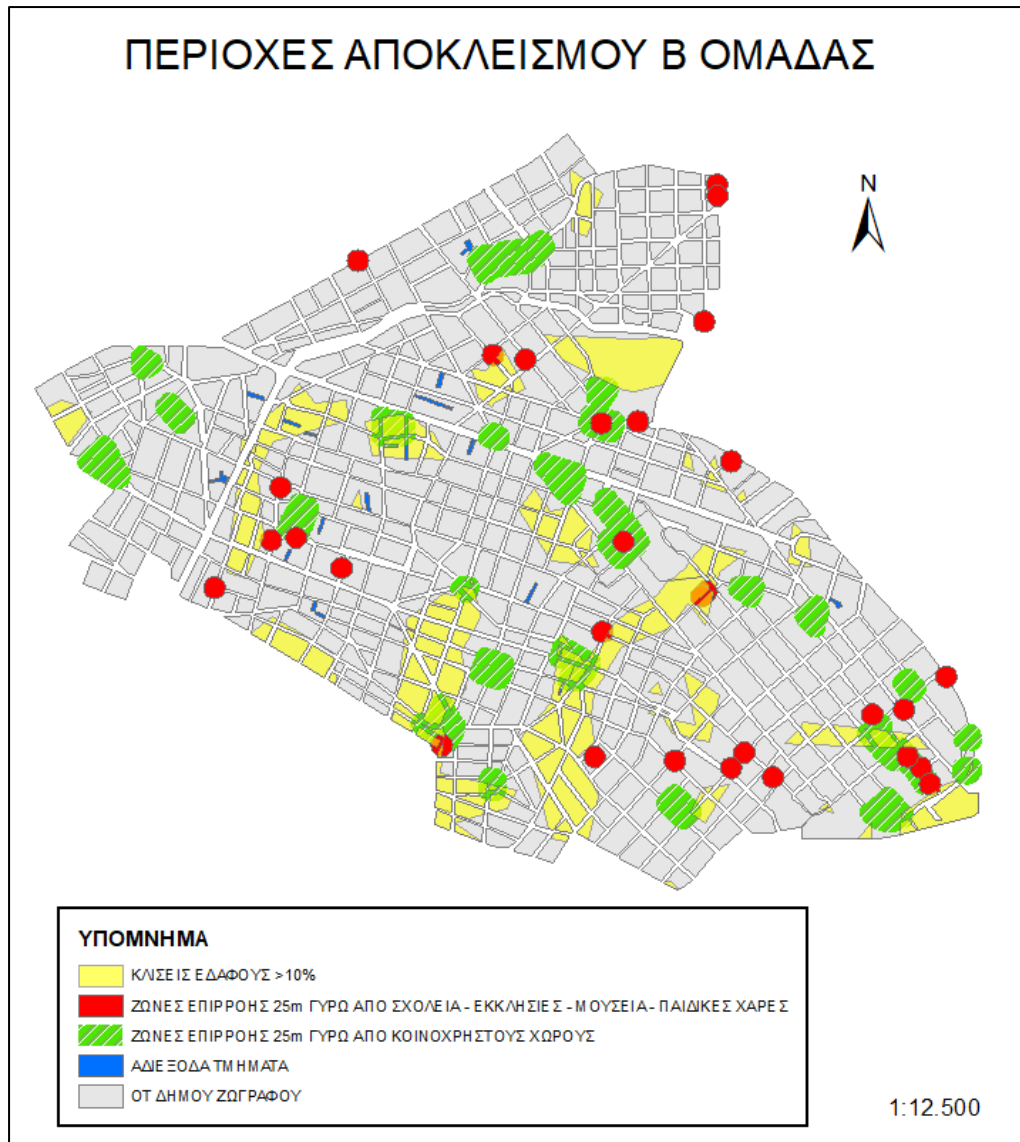 ΠΕΡΙΟΧΕΣ ΑΠΟΚΛΕΙΣΜΟΥ Β ΟΜΑΔΑΣ
N
ΥΠΟΜΝΗΜΑ
ΚΛΙΣΕΙΣ ΕΔΑΦΟΥΣ >10%
ΖΩΝΕΣ ΕΠΙΡΡΟΗΣ 25m ΓΥΡΩ ΑΠΟ ΣΧΟΛΕΙΑ - ΕΚΚΛΗΣΙΕΣ - ΜΟΥΣΕΙΑ - ΠΑΙΔΙΚΕΣ ΧΑΡΕΣ
ΖΩΝΕΣ ΕΠΙΡΡΟΗΣ 25m ΓΥΡΩ ΑΠΟ ΚΟΙΝΟΧΡΗΣΤΟΥΣ ΧΩΡΟΥΣ
ΑΔΙΕΞΟΔΑ ΤΜΗΜΑΤΑ
ΟΤ ΔΗΜΟΥ ΖΩΓΡΑΦΟΥ
1:12.500